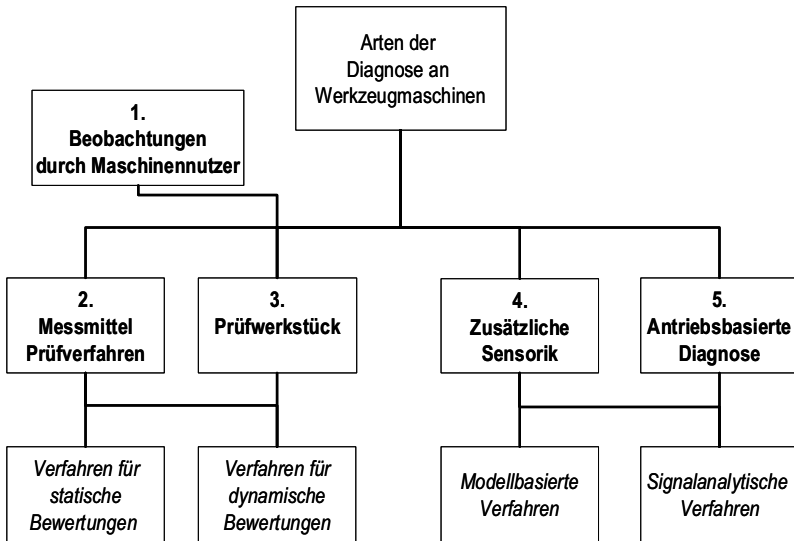 Arten der
Diagnose an
Werkzeugmaschinen
1.
Beobachtungen
durch Maschinennutzer
2.
Messmittel
Prüfverfahren
3.
Prüfwerkstück
4.
Zusätzliche
Sensorik
5.
Antriebsbasierte
Diagnose
Verfahren für
statische
Bewertungen
Verfahren für
dynamische
Bewertungen
Modellbasierte
Verfahren
Signalanalytische
Verfahren